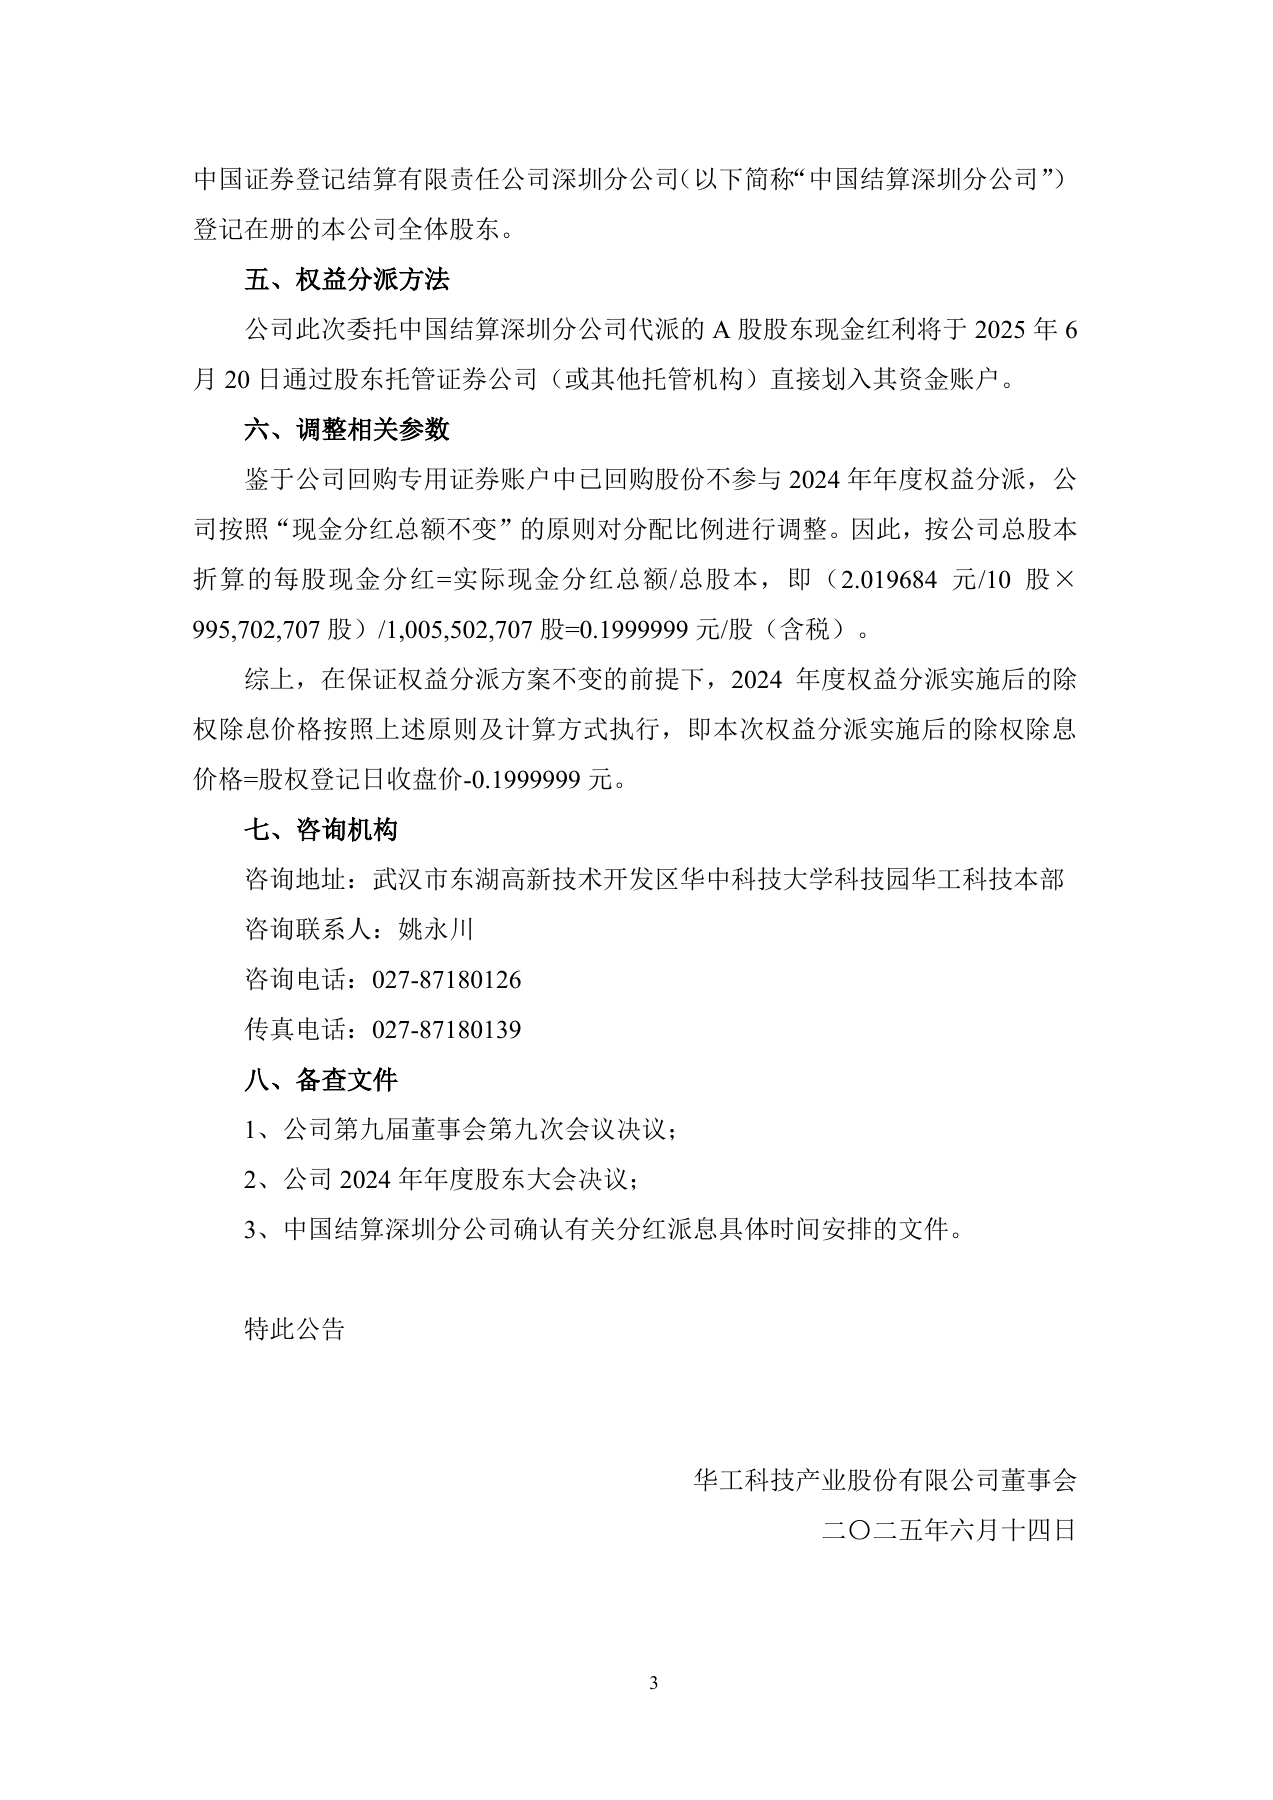 中国证券登记结算有限责任公司深圳分公司（以下简称“中国结算深圳分公司”）
登记在册的本公司全体股东。
五、权益分派方法
公司此次委托中国结算深圳分公司代派的 A 股股东现金红利将于 2025 年 6
月 20 日通过股东托管证券公司（或其他托管机构）直接划入其资金账户。
六、调整相关参数
鉴于公司回购专用证券账户中已回购股份不参与 2024 年年度权益分派，公
司按照“现金分红总额不变”的原则对分配比例进行调整。因此，按公司总股本
折算的每股现金分红=实际现金分红总额/总股本，即（2.019684 元/10 股×
995,702,707 股）/1,005,502,707 股=0.1999999 元/股（含税）。
综上，在保证权益分派方案不变的前提下，2024 年度权益分派实施后的除
权除息价格按照上述原则及计算方式执行，即本次权益分派实施后的除权除息
价格=股权登记日收盘价-0.1999999 元。
七、咨询机构
咨询地址：武汉市东湖高新技术开发区华中科技大学科技园华工科技本部
咨询联系人：姚永川
咨询电话：027-87180126
传真电话：027-87180139
八、备查文件
1、公司第九届董事会第九次会议决议；
2、公司 2024 年年度股东大会决议；
3、中国结算深圳分公司确认有关分红派息具体时间安排的文件。
特此公告
华工科技产业股份有限公司董事会
二〇二五年六月十四日
3